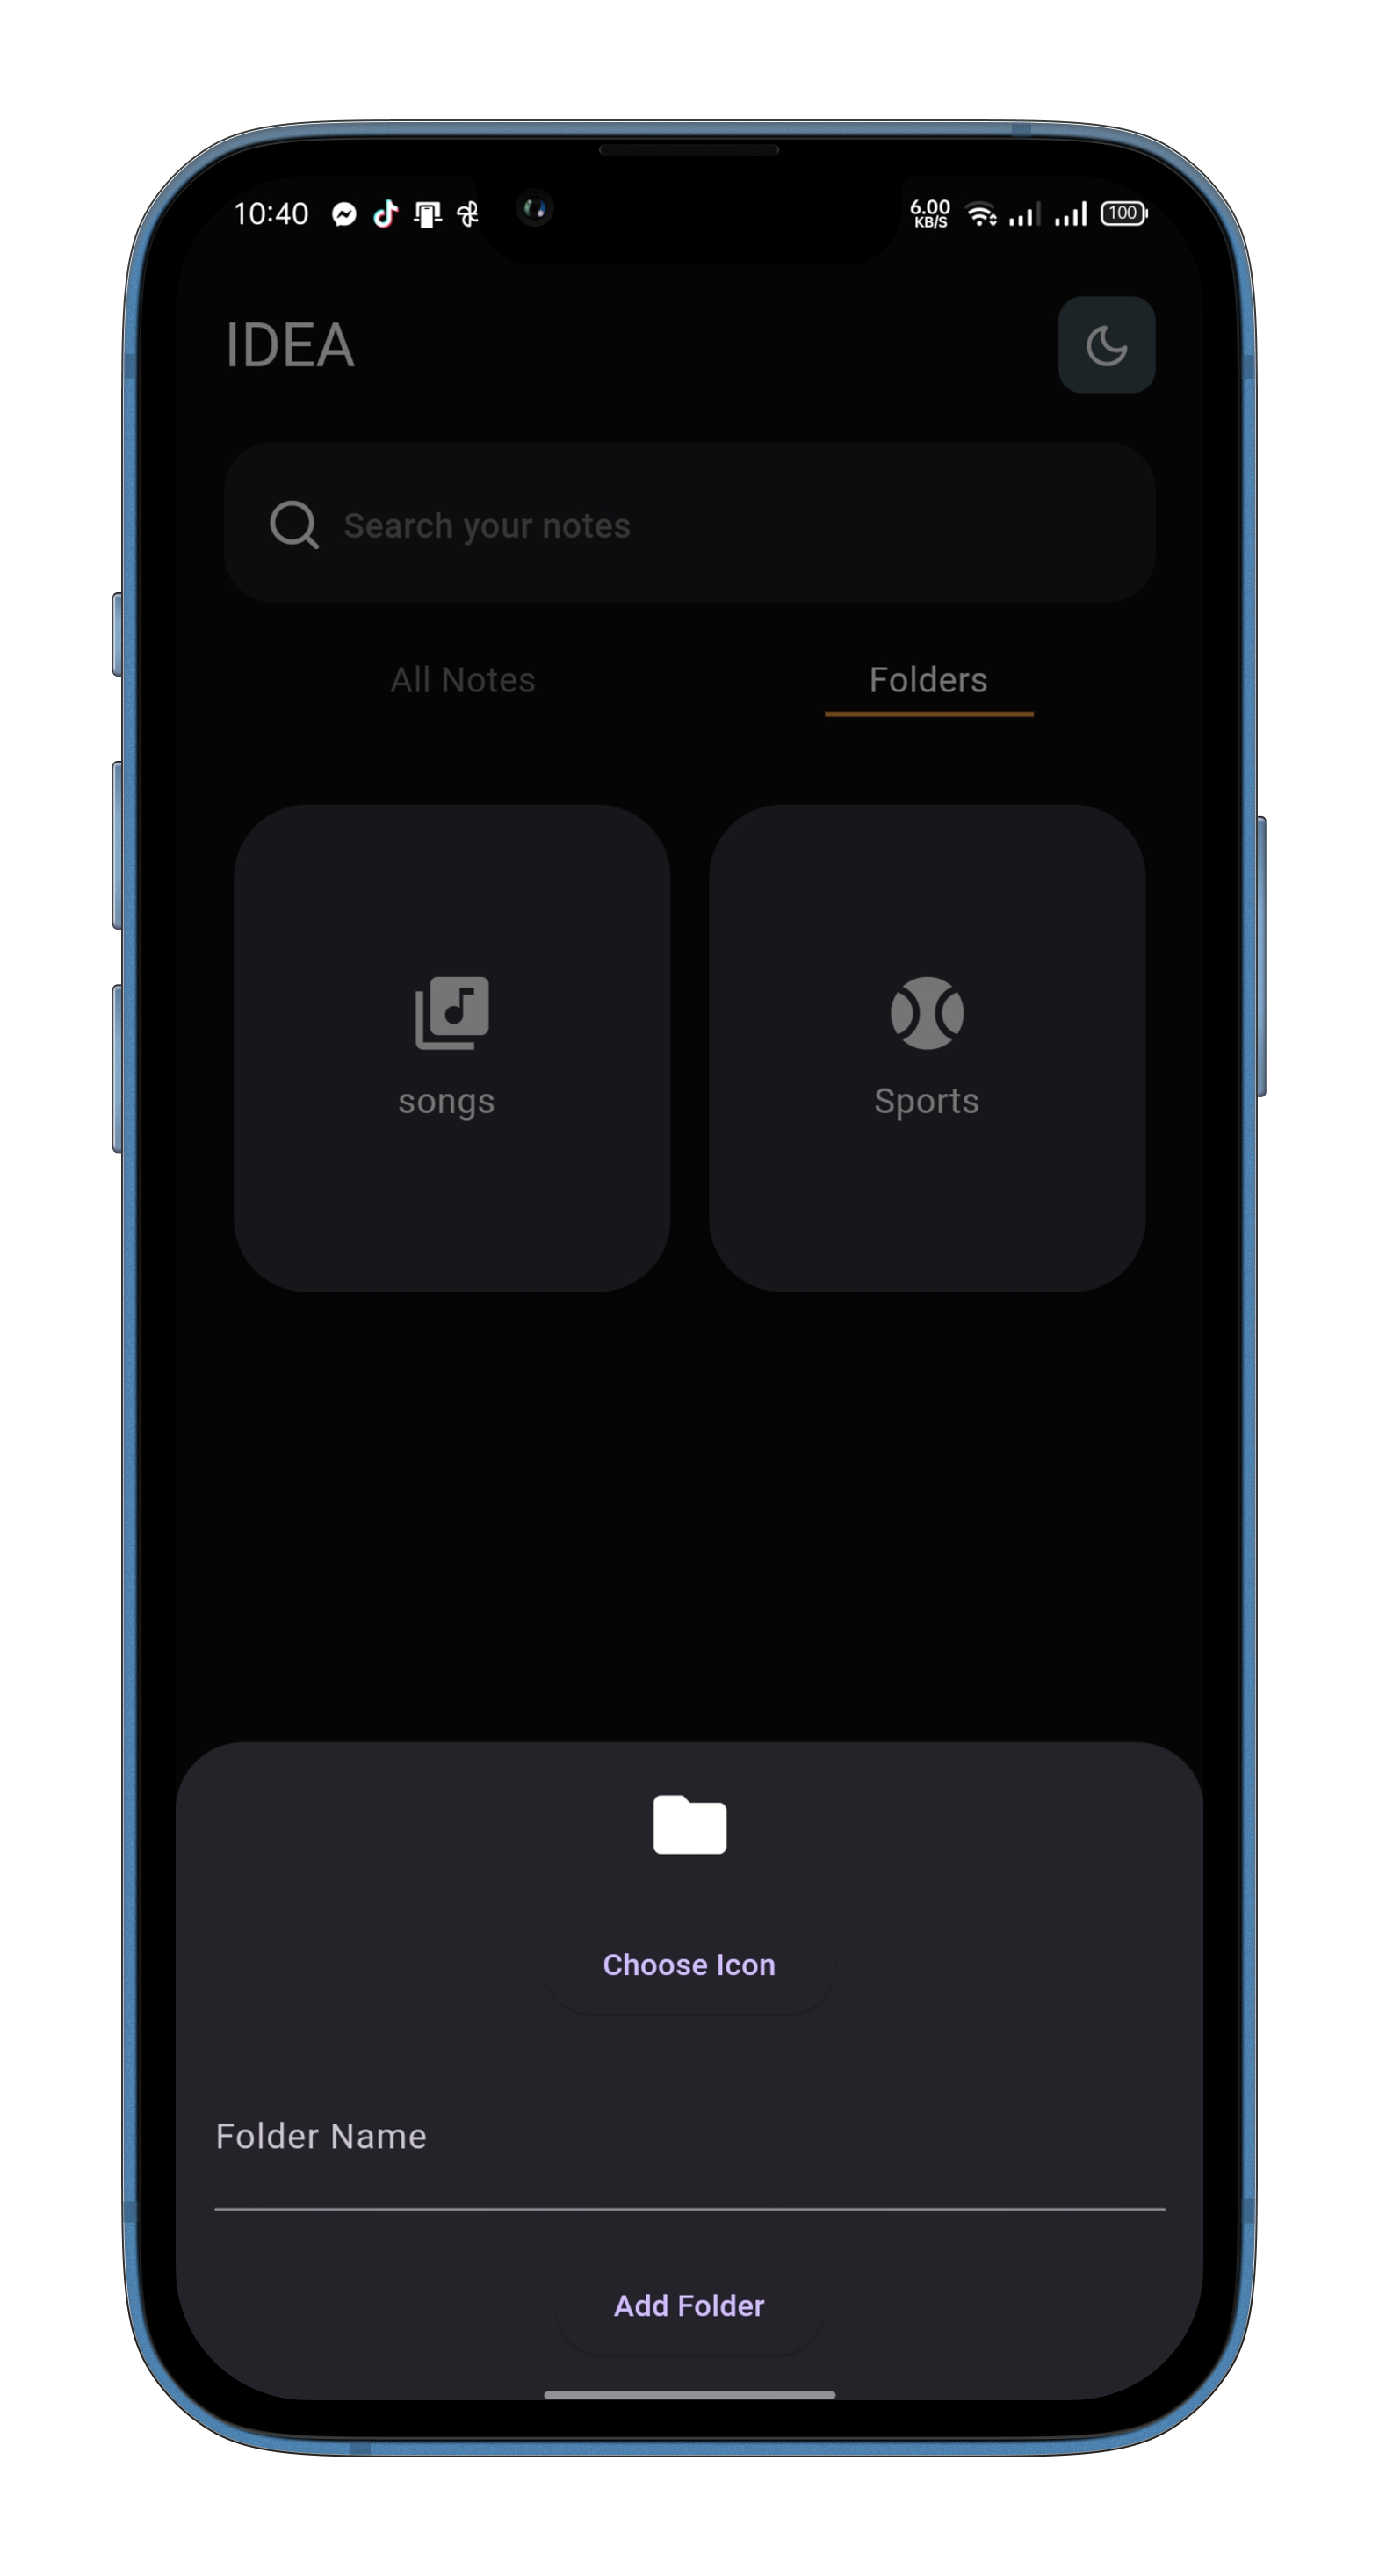 10:40
6.00
KB/S
100
IDEA
Search your notes
All Notes
Folders
songs
Sports
Choose Icon
Folder Name
Add Folder